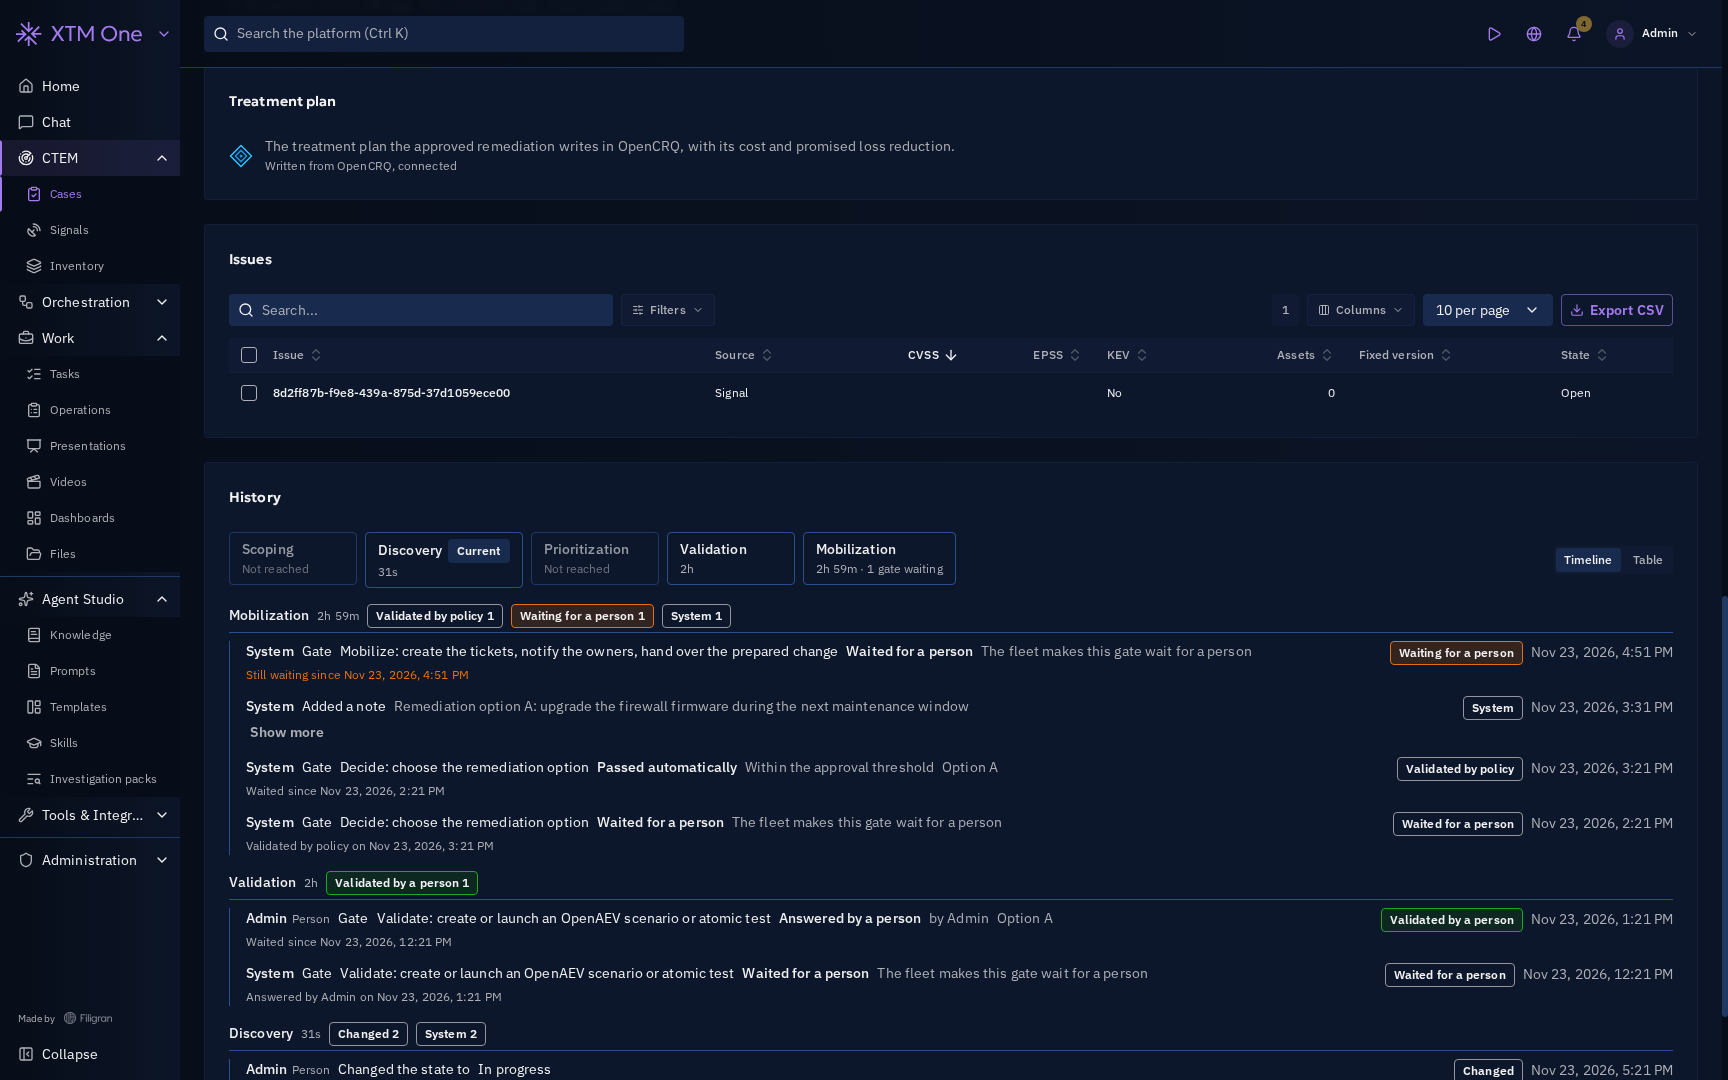 XTM One
Search the platform (Ctrl K)
4
Admin
Home
Chat
CTEM
Cases
Signals
Inventory
Orchestration
Work
Tasks
Operations
Presentations
Videos
Dashboards
Files
Agent Studio
Knowledge
Prompts
Templates
Skills
Investigation packs
Tools & Integr...
Administration
Made by Filigran
Collapse
Treatment plan
The treatment plan the approved remediation writes in OpenCRQ, with its cost and promised loss reduction.
Written from OpenCRQ, connected
Issues
Search... Filters 1 Columns 10 per page Export CSV
Issue Source CVSS EPSS KEV Assets Fixed version State
8d2ff87b-f9e8-439a-875d-37d1059ece00 Signal No 0 Open
History
Scoping Discovery Current Prioritization Validation Mobilization
Not reached 31s Not reached 2h 2h 59m · 1 gate waiting
Timeline Table
Mobilization 2h 59m Validated by policy 1 Waiting for a person 1 System 1
System Gate Mobilize: create the tickets, notify the owners, hand over the prepared change Waited for a person The fleet makes this gate wait for a person Waiting for a person Nov 23, 2026, 4:51 PM
Still waiting since Nov 23, 2026, 4:51 PM
System Added a note Remediation option A: upgrade the firewall firmware during the next maintenance window System Nov 23, 2026, 3:31 PM
Show more
System Gate Decide: choose the remediation option Passed automatically Within the approval threshold Option A Validated by policy Nov 23, 2026, 3:21 PM
Waited since Nov 23, 2026, 2:21 PM
System Gate Decide: choose the remediation option Waited for a person The fleet makes this gate wait for a person Waited for a person Nov 23, 2026, 2:21 PM
Validated by policy on Nov 23, 2026, 3:21 PM
Validation 2h Validated by a person 1
Admin Person Gate Validate: create or launch an OpenAEV scenario or atomic test Answered by a person by Admin Option A Validated by a person Nov 23, 2026, 1:21 PM
Waited since Nov 23, 2026, 12:21 PM
System Gate Validate: create or launch an OpenAEV scenario or atomic test Waited for a person The fleet makes this gate wait for a person Waited for a person Nov 23, 2026, 12:21 PM
Answered by Admin on Nov 23, 2026, 1:21 PM
Discovery 31s Changed 2 System 2
Admin Person Changed the state to In progress Changed Nov 23, 2026, 5:21 PM